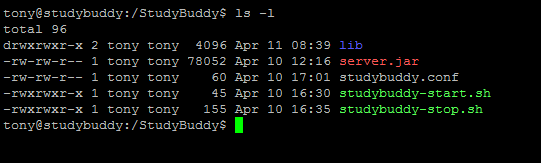 tony@studybuddy:/StudyBuddy$ ls -l
total 96
drwxrwxr-x 2 tony tony  4096 Apr 11 08:39 lib
-rw-rw-r-- 1 tony tony 78052 Apr 10 12:16 server.jar
-rw-rw-r-- 1 tony tony    60 Apr 10 17:01 studybuddy.conf
-rwxrwxr-x 1 tony tony    45 Apr 10 16:30 studybuddy-start.sh
-rwxrwxr-x 1 tony tony   155 Apr 10 16:35 studybuddy-stop.sh
tony@studybuddy:/StudyBuddy$